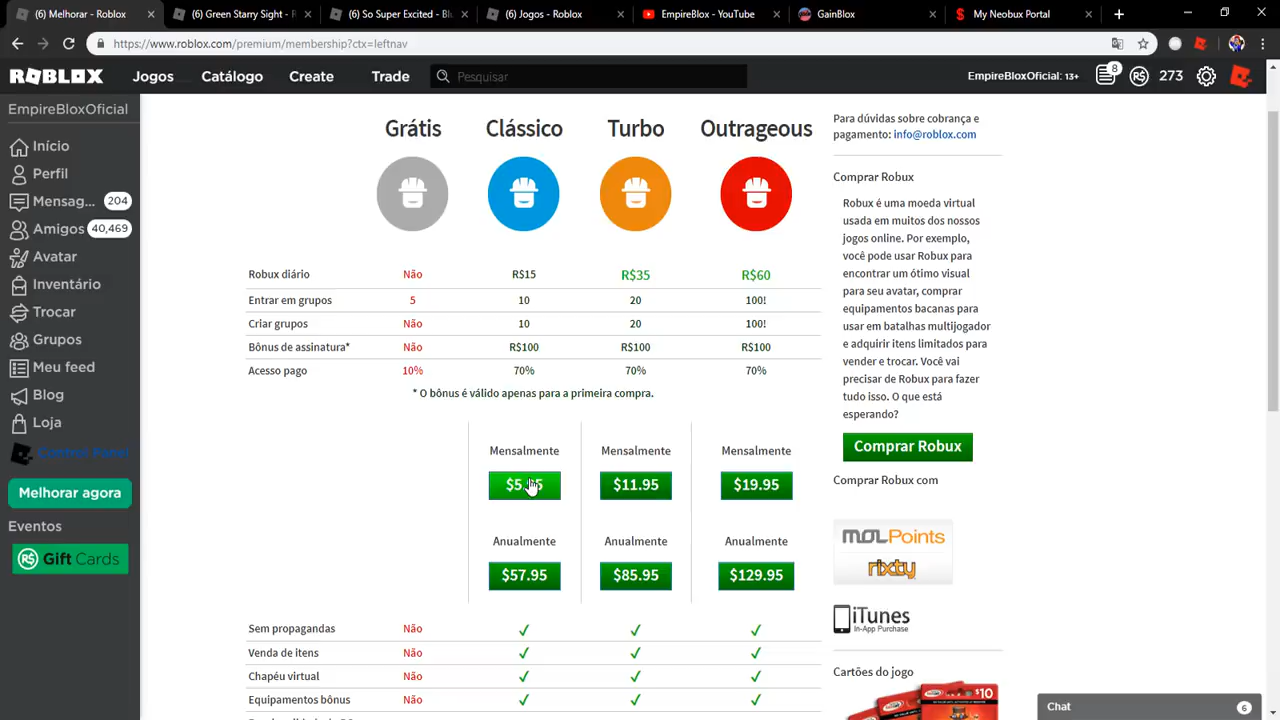 (6) Melhorar - Roblox
(6) Green Starry Sight - R
(6) So Super Excited - Blo
(6) Jogos - Roblox
EmpireBlox - YouTube
GainBlox
My Neobux Portal
https://www.roblox.com/premium/membership?ctx=leftnav
ROBLOX
Jogos
Catálogo
Create
Trade
Pesquisar
EmpireBloxOficial: 13+
8
273
EmpireBloxOficial
Início
Perfil
Mensag... 204
Amigos 40,469
Avatar
Inventário
Trocar
Grupos
Meu feed
Blog
Loja
Control Panel
Melhorar agora
Eventos
Gift Cards
Grátis Clássico Turbo Outrageous
Robux diário Não R$15 R$35 R$60
Entrar em grupos 5 10 20 100!
Criar grupos Não 10 20 100!
Bônus de assinatura* Não R$100 R$100 R$100
Acesso pago 10% 70% 70% 70%
* O bônus é válido apenas para a primeira compra.
Mensalmente Mensalmente Mensalmente
$11.95 $19.95
Anualmente Anualmente Anualmente
$57.95 $85.95 $129.95
Sem propagandas Não
Venda de itens Não
Chapéu virtual Não
Equipamentos bônus Não
Para dúvidas sobre cobrança e
pagamento: info@roblox.com
Comprar Robux
Robux é uma moeda virtual
usada em muitos dos nossos
jogos online. Por exemplo,
você pode usar Robux para
encontrar um ótimo visual
para seu avatar, comprar
equipamentos bacanas para
usar em batalhas multijogador
e adquirir itens limitados para
vender e trocar. Você vai
precisar de Robux para fazer
tudo isso. O que está
esperando?
Comprar Robux
Comprar Robux com
MOLPoints
rixty
iTunes
In-App Purchase
Cartões do jogo
$10
Chat 6